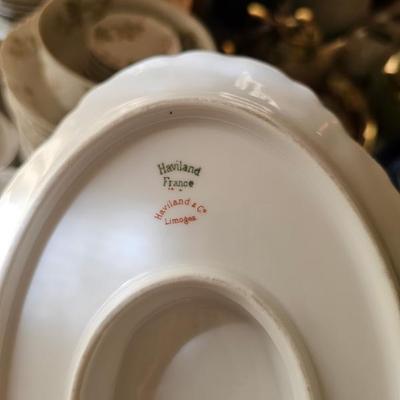 Haviland
France
Haviland & Co
Limoges